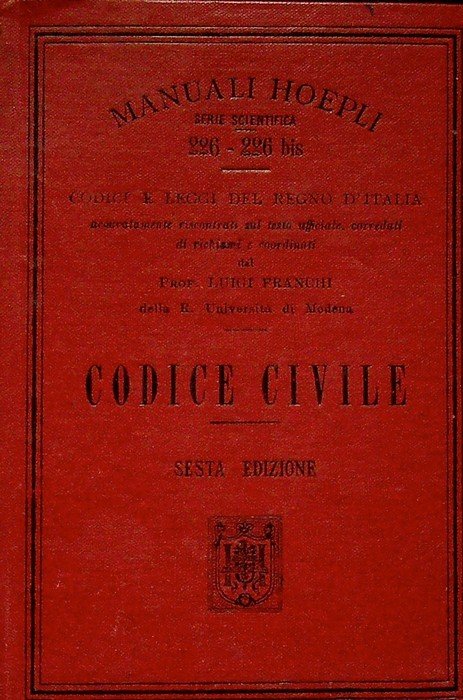 MANUALI HOEPLI
SERIE SCIENTIFICA
226 - 226 bis
CODICI E LEGGI DEL REGNO D'ITALIA
accuratamente riscontrati sul testo ufficiale, corredati
di richiami e coordinati
dal
PROF. LUIGI FRANCHI
della R. Università di Modena
CODICE CIVILE
SESTA EDIZIONE